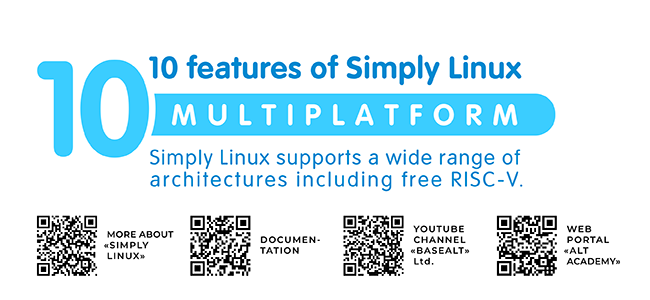 10
10 features of Simply Linux
MULTIPLATFORM
Simply Linux supports a wide range of
architectures including free RISC-V.
MORE ABOUT
«SIMPLY
LINUX»
DOCUMEN-
TATION
YOUTUBE
CHANNEL
«BASEALT»
Ltd.
WEB
PORTAL
«ALT
ACADEMY»